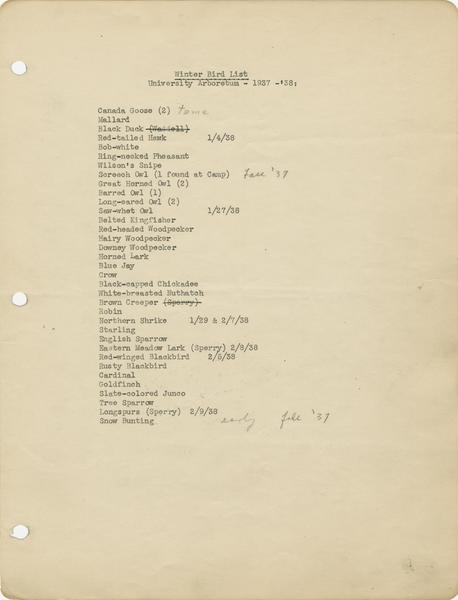 Winter Bird List
University Arboretum - 1937 -'38:
Canada Goose (2) tame
Mallard
Black Duck (Waddell)
Red-tailed Hawk 1/4/38
Bob-white
Ring-necked Pheasant
Wilson's Snipe
Screech Owl (1 found at Camp) Fall '37
Great Horned Owl (2)
Barred Owl (1)
Long-eared Owl (2)
Saw-whet Owl 1/27/38
Belted Kingfisher
Red-headed Woodpecker
Hairy Woodpecker
Downey Woodpecker
Horned Lark
Blue Jay
Crow
Black-capped Chickadee
White-breasted Nuthatch
Brown Creeper (Sperry)
Robin
Northern Shrike 1/29 & 2/7/38
Starling
English Sparrow
Eastern Meadow Lark (Sperry) 2/8/38
Red-winged Blackbird 2/5/38
Rusty Blackbird
Cardinal
Goldfinch
Slate-colored Junco
Tree Sparrow
Longspurs (Sperry) 2/9/38
Snow Bunting early fall '37